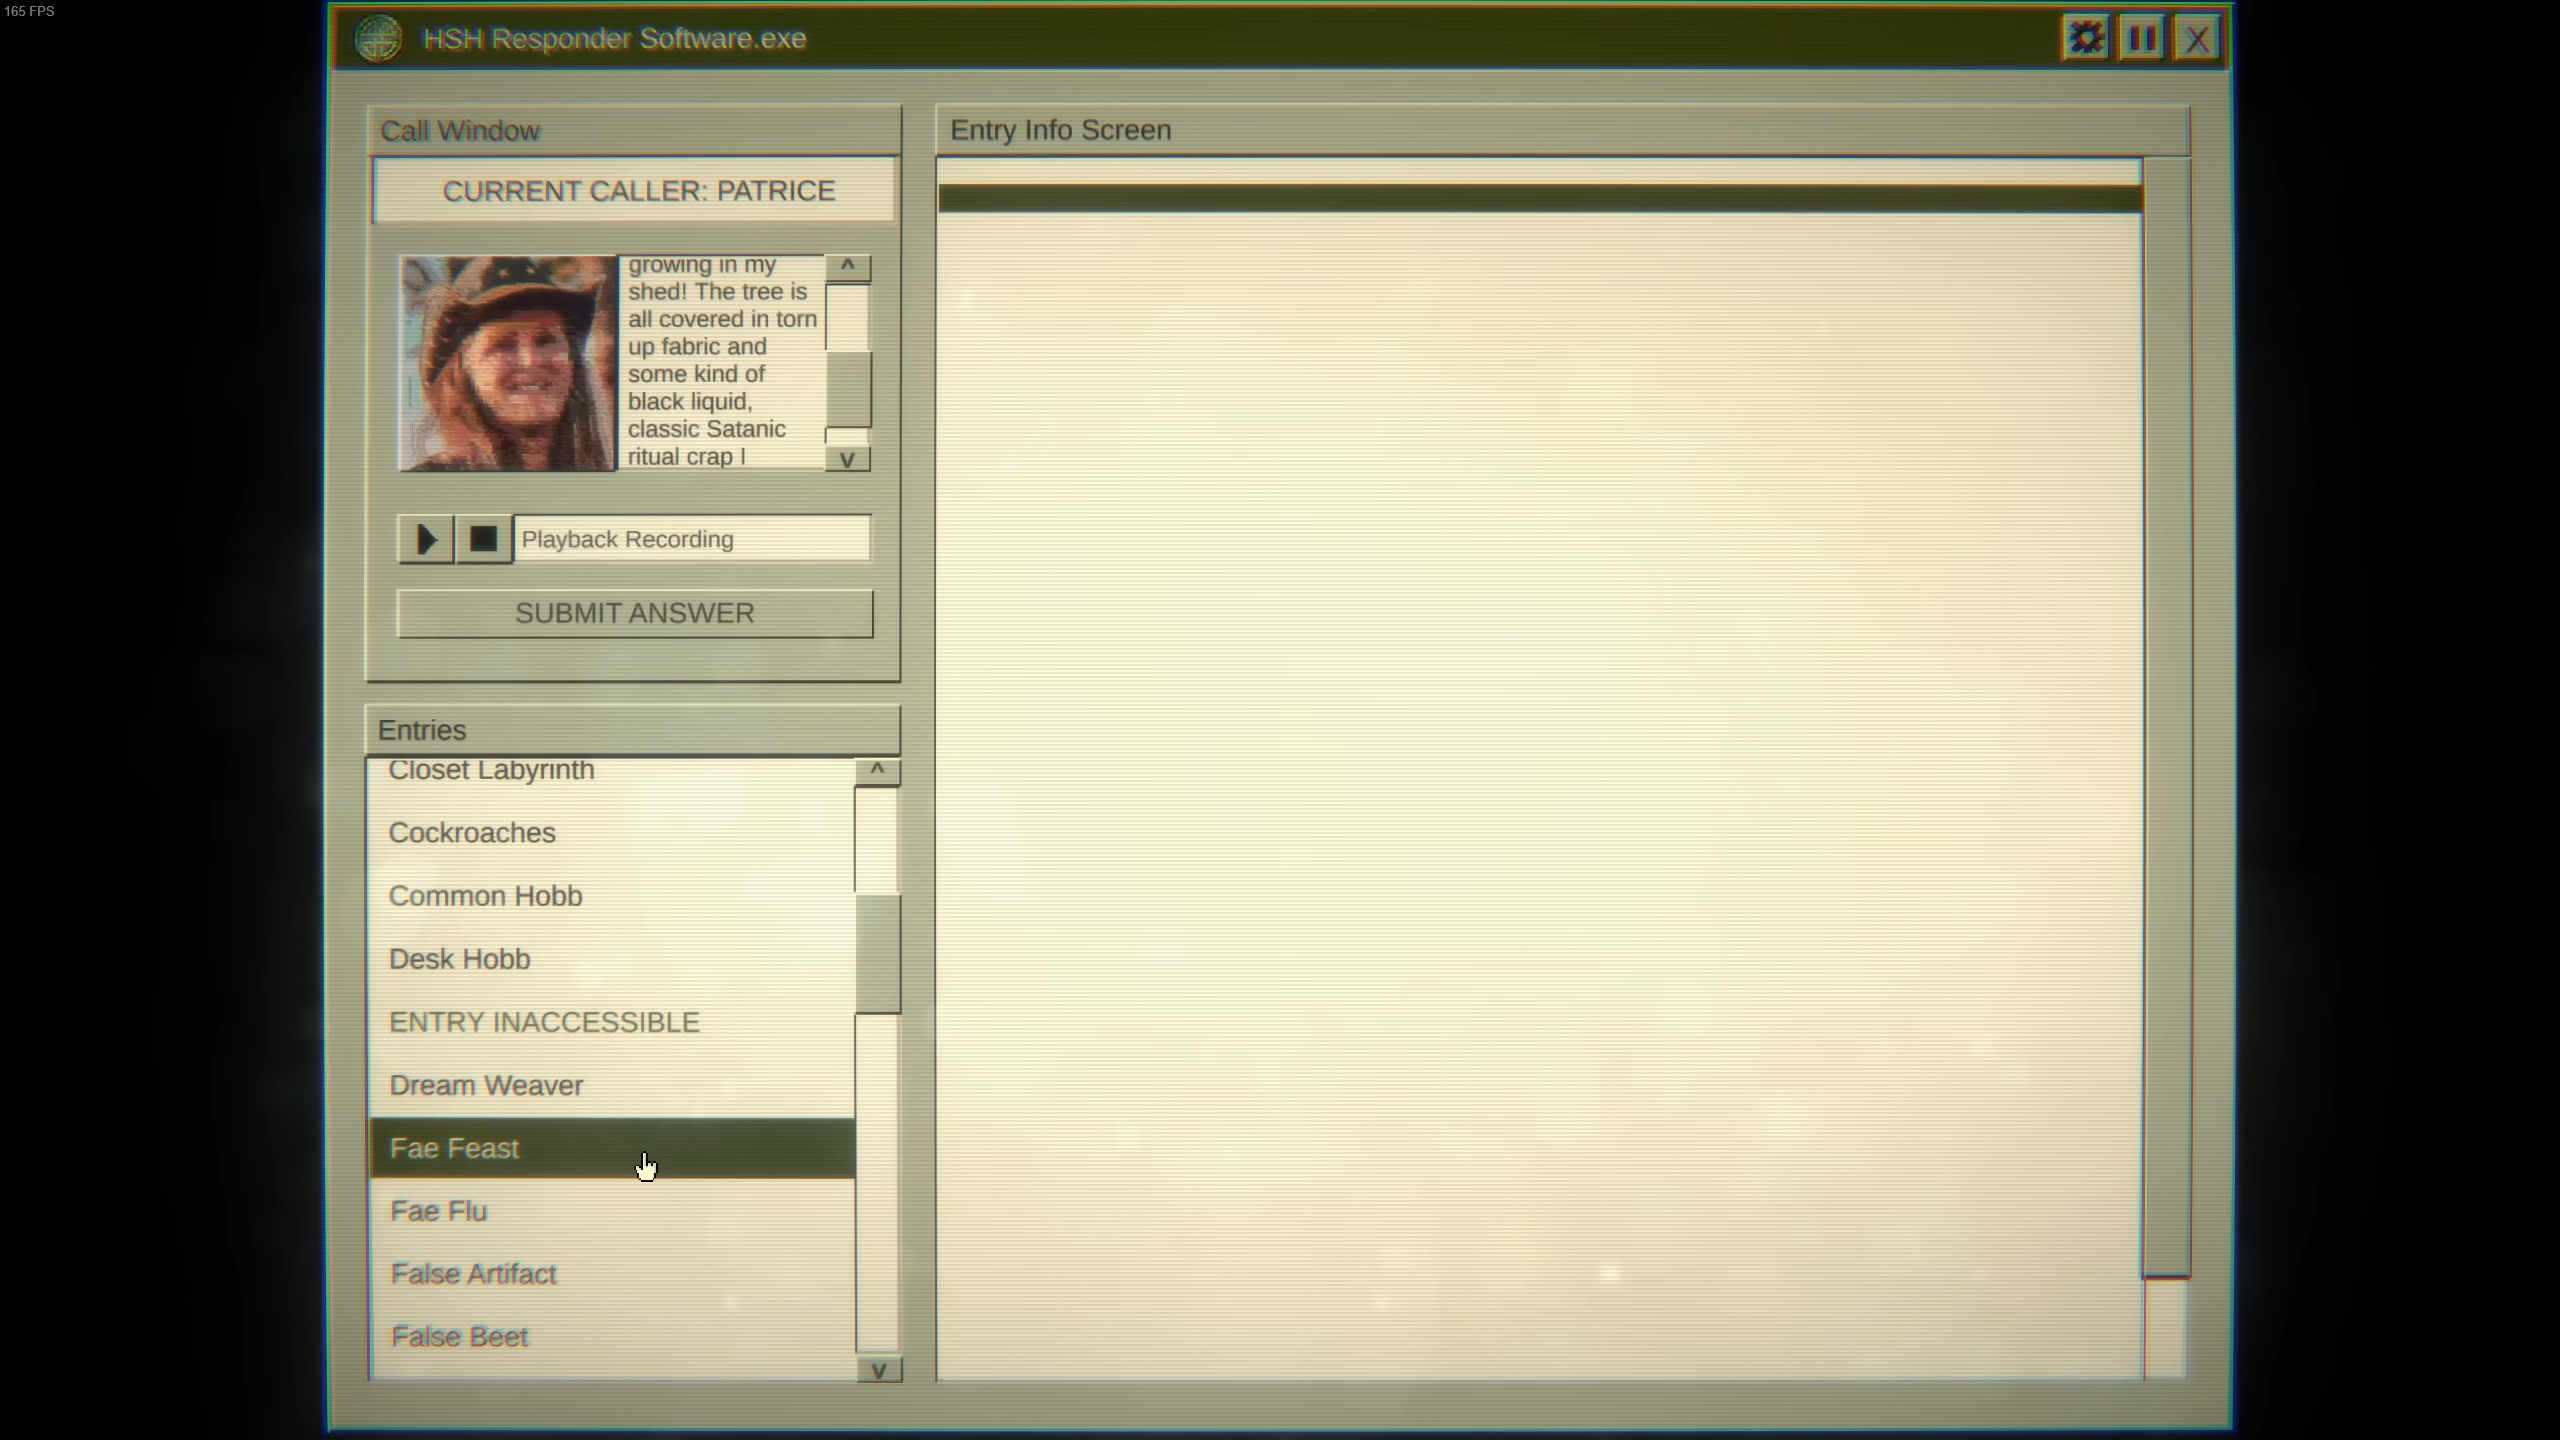 165 FPS
HSH Responder Software.exe
X
Call Window
CURRENT CALLER: PATRICE
growing in my
shed! The tree is
all covered in torn
up fabric and
some kind of
black liquid,
classic Satanic
ritual crap I
Playback Recording
SUBMIT ANSWER
Entries
Closet Labyrinth
Cockroaches
Common Hobb
Desk Hobb
ENTRY INACCESSIBLE
Dream Weaver
Fae Feast
Fae Flu
False Artifact
False Beet
Entry Info Screen